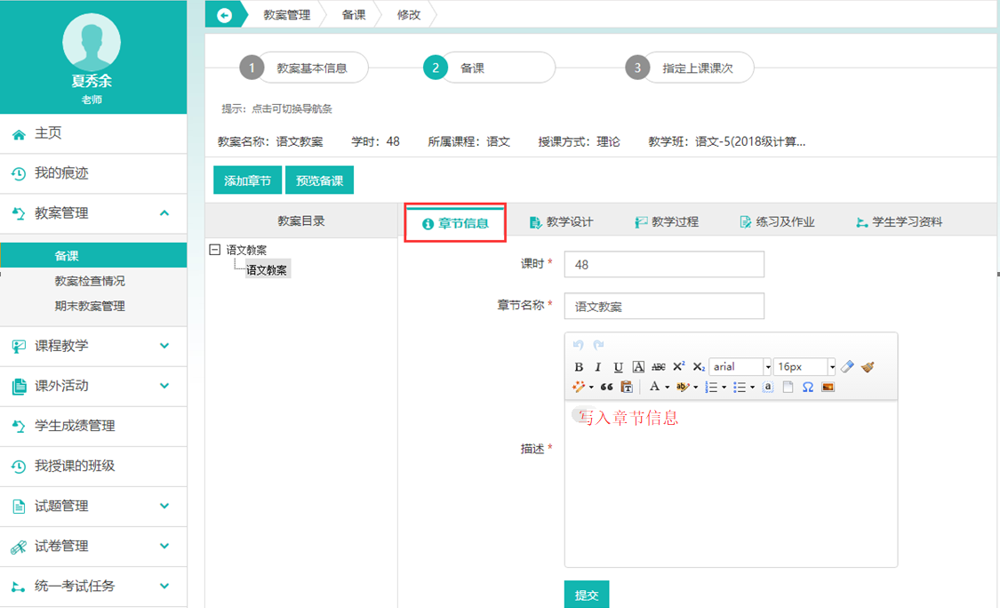 夏秀余
老师
主页
我的痕迹
教案管理
备课
教案检查情况
期末教案管理
课程教学
课外活动
学生成绩管理
我授课的班级
试题管理
试卷管理
统一考试任务
教案管理 备课 修改
1 教案基本信息 2 备课 3 指定上课课次
提示：点击可切换导航条
教案名称：语文教案 学时：48 所属课程：语文 授课方式：理论 教学班：语文-5(2018级计算...
添加章节 预览备课
教案目录
语文教案
语文教案
章节信息 教学设计 教学过程 练习及作业 学生学习资料
课时 * 48
章节名称 * 语文教案
B I U A ABC X² X₂ arial 16px
A ab a Ω
描述 * 写入章节信息
提交